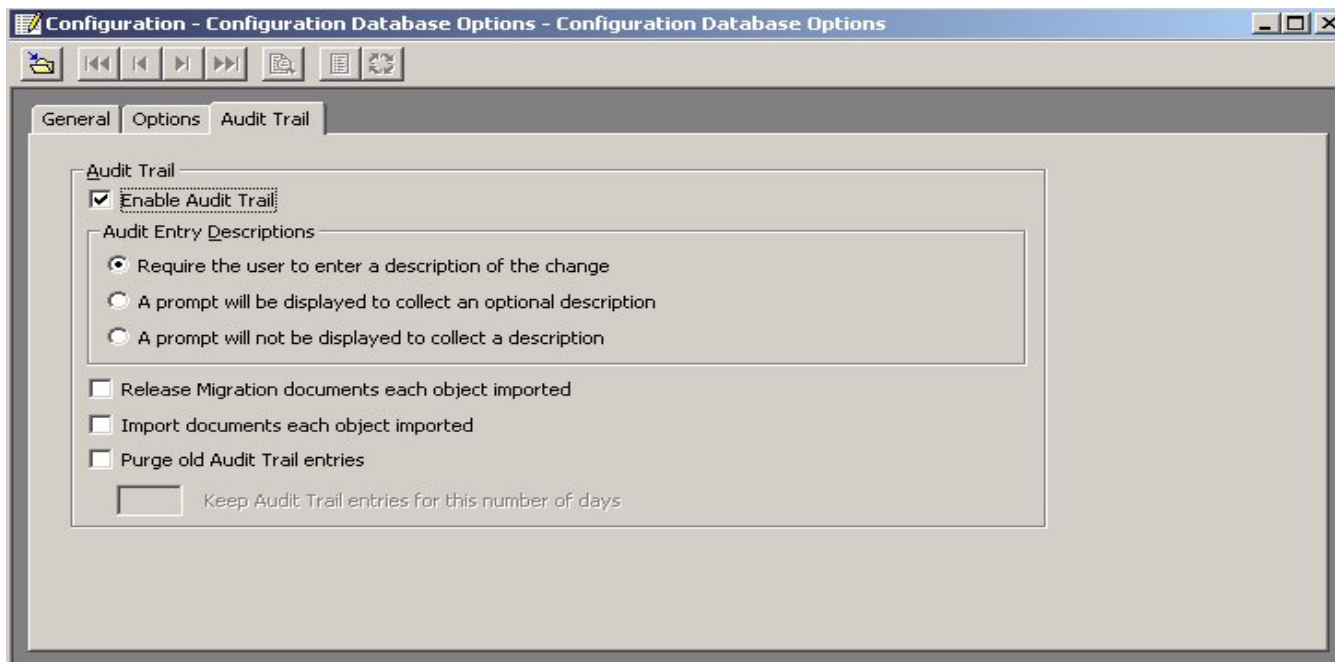 Configuration - Configuration Database Options - Configuration Database Options
General Options Audit Trail
Audit Trail
Enable Audit Trail
Audit Entry Descriptions
Require the user to enter a description of the change
A prompt will be displayed to collect an optional description
A prompt will not be displayed to collect a description
Release Migration documents each object imported
Import documents each object imported
Purge old Audit Trail entries
Keep Audit Trail entries for this number of days